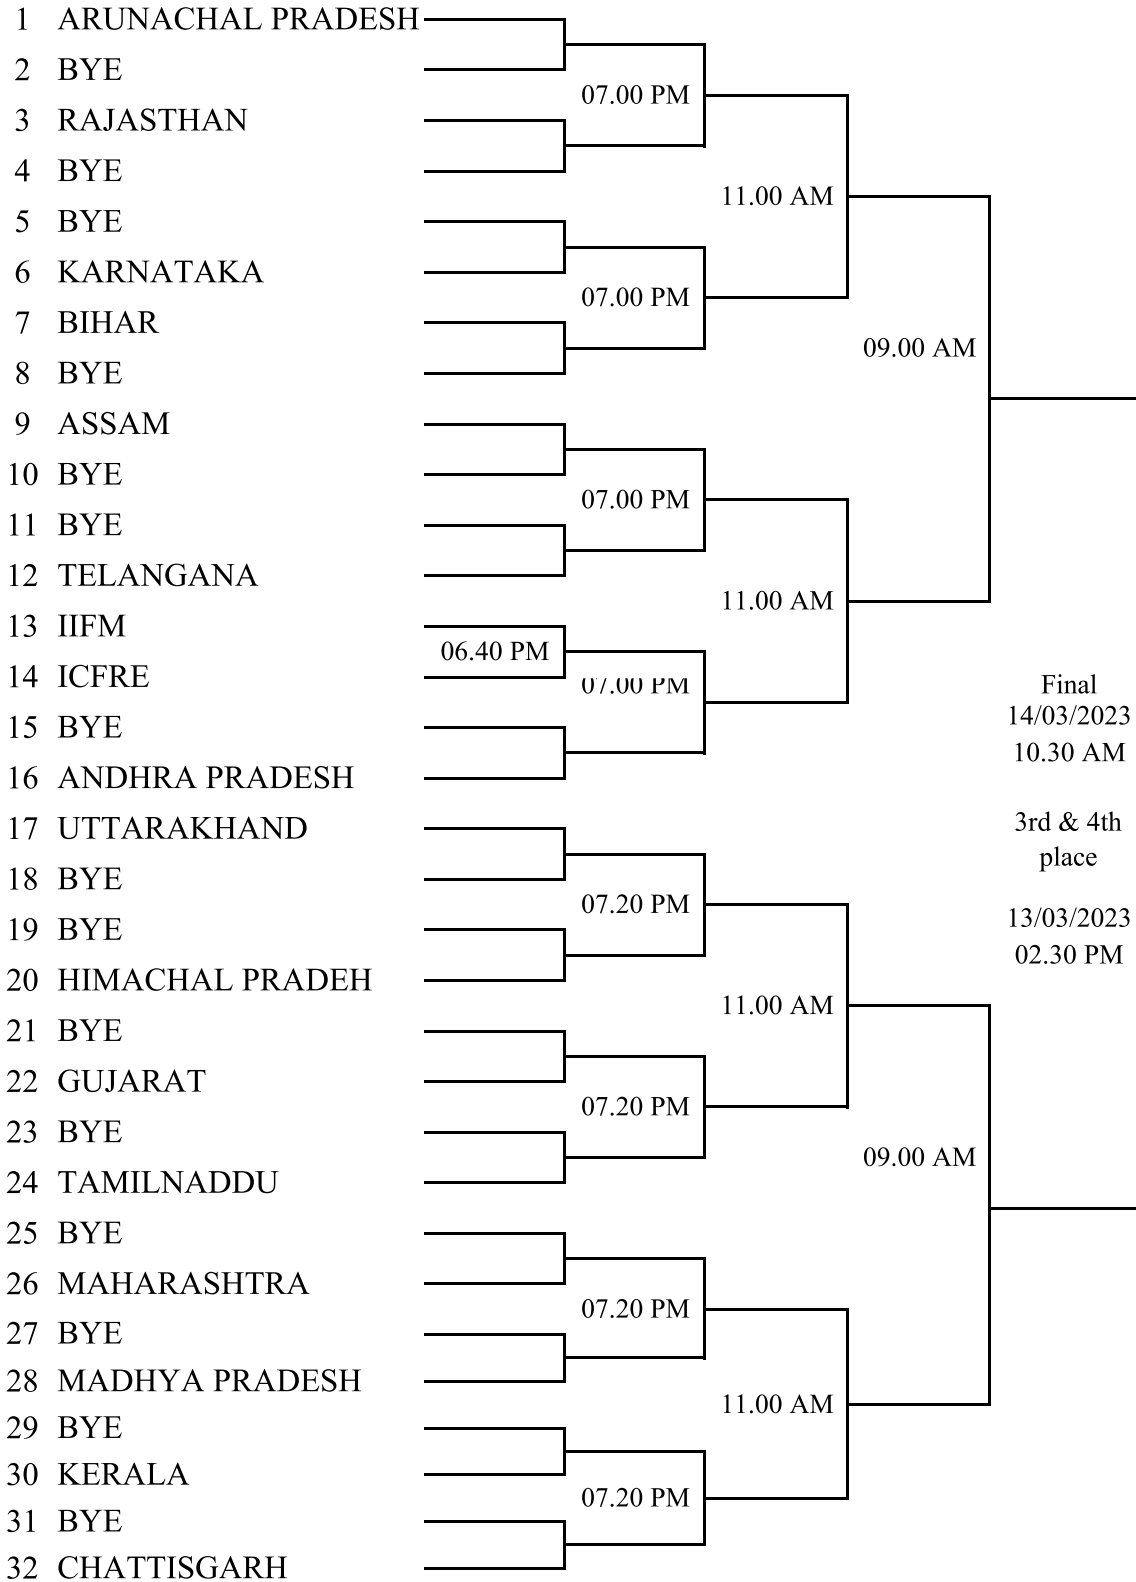 1 ARUNACHAL PRADESH
2 BYE
07.00 PM
3 RAJASTHAN
4 BYE
11.00 AM
5 BYE
6 KARNATAKA
07.00 PM
7 BIHAR
09.00 AM
8 BYE
9 ASSAM
10 BYE
07.00 PM
11 BYE
12 TELANGANA
11.00 AM
13 IIFM
06.40 PM
14 ICFRE
07.00 PM
Final
14/03/2023
15 BYE
10.30 AM
16 ANDHRA PRADESH
17 UTTARAKHAND
3rd & 4th
place
18 BYE
07.20 PM
13/03/2023
19 BYE
02.30 PM
20 HIMACHAL PRADEH
11.00 AM
21 BYE
22 GUJARAT
07.20 PM
23 BYE
09.00 AM
24 TAMILNADDU
25 BYE
26 MAHARASHTRA
07.20 PM
27 BYE
28 MADHYA PRADESH
11.00 AM
29 BYE
30 KERALA
07.20 PM
31 BYE
32 CHATTISGARH